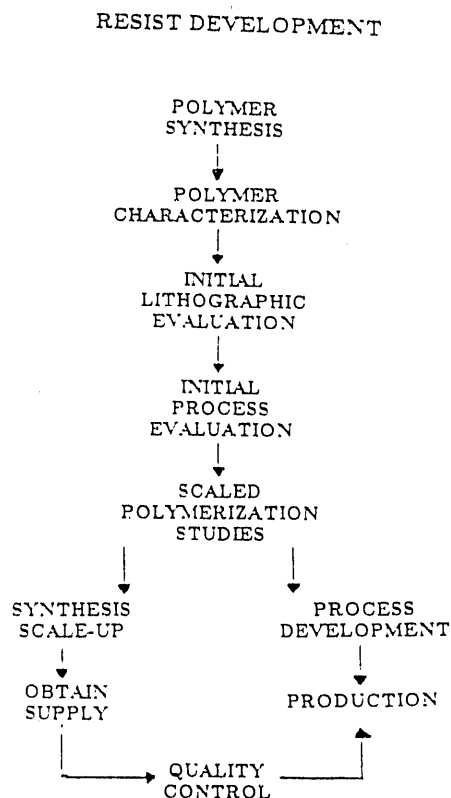 RESIST DEVELOPMENT
POLYMER
SYNTHESIS
POLYMER
CHARACTERIZATION
INITIAL
LITHOGRAPHIC
EVALUATION
INITIAL
PROCESS
EVALUATION
SCALED
POLYMERIZATION
STUDIES
SYNTHESIS
SCALE-UP
PROCESS
DEVELOPMENT
OBTAIN
SUPPLY
PRODUCTION
QUALITY
CONTROL